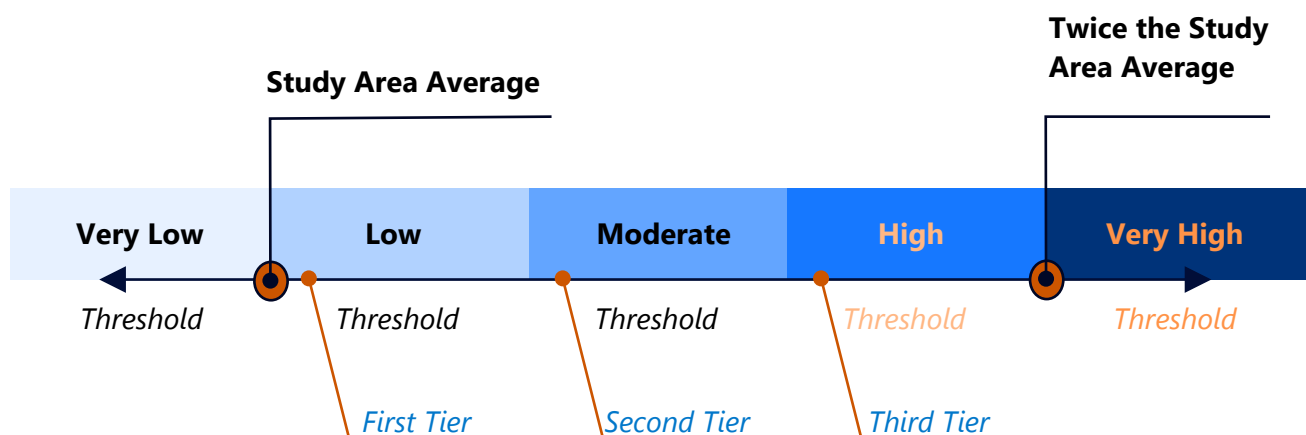 Twice the Study
Area Average
Study Area Average
Very Low
Low
Moderate
High
Very High
Threshold
Threshold
Threshold
Threshold
Threshold
First Tier
Second Tier
Third Tier